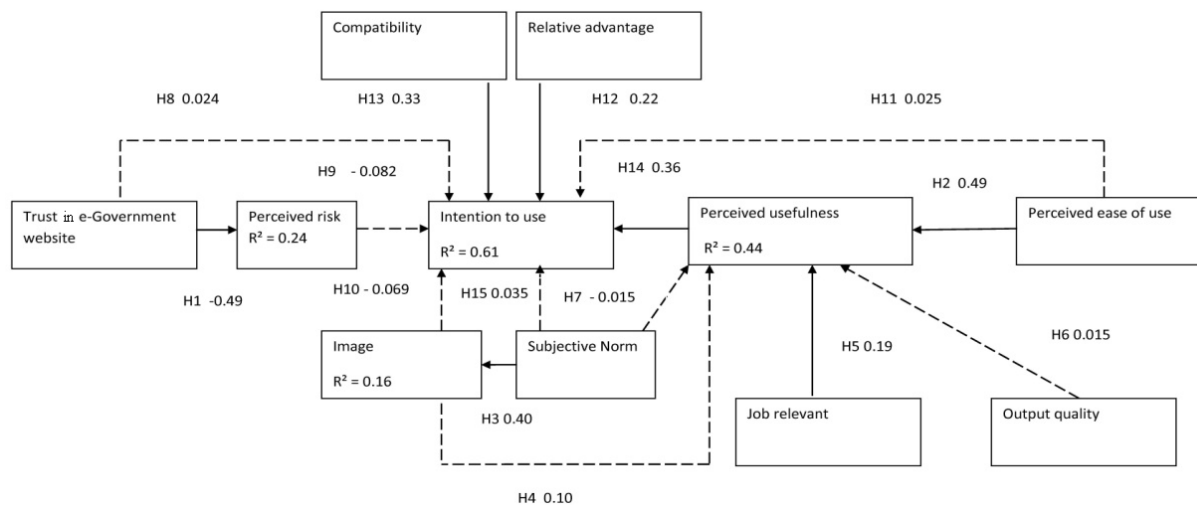 Compatibility
Relative advantage
H8 0.024
H13 0.33
H12 0.22
H11 0.025
H9 - 0.082
H14 0.36
H2 0.49
Trust in e-Government
website
Perceived risk
R² = 0.24
Intention to use
R² = 0.61
Perceived usefulness
R² = 0.44
Perceived ease of use
H1 -0.49
H10 - 0.069
H15 0.035
H7 - 0.015
Image
R² = 0.16
Subjective Norm
H5 0.19
H6 0.015
H3 0.40
Job relevant
Output quality
H4 0.10